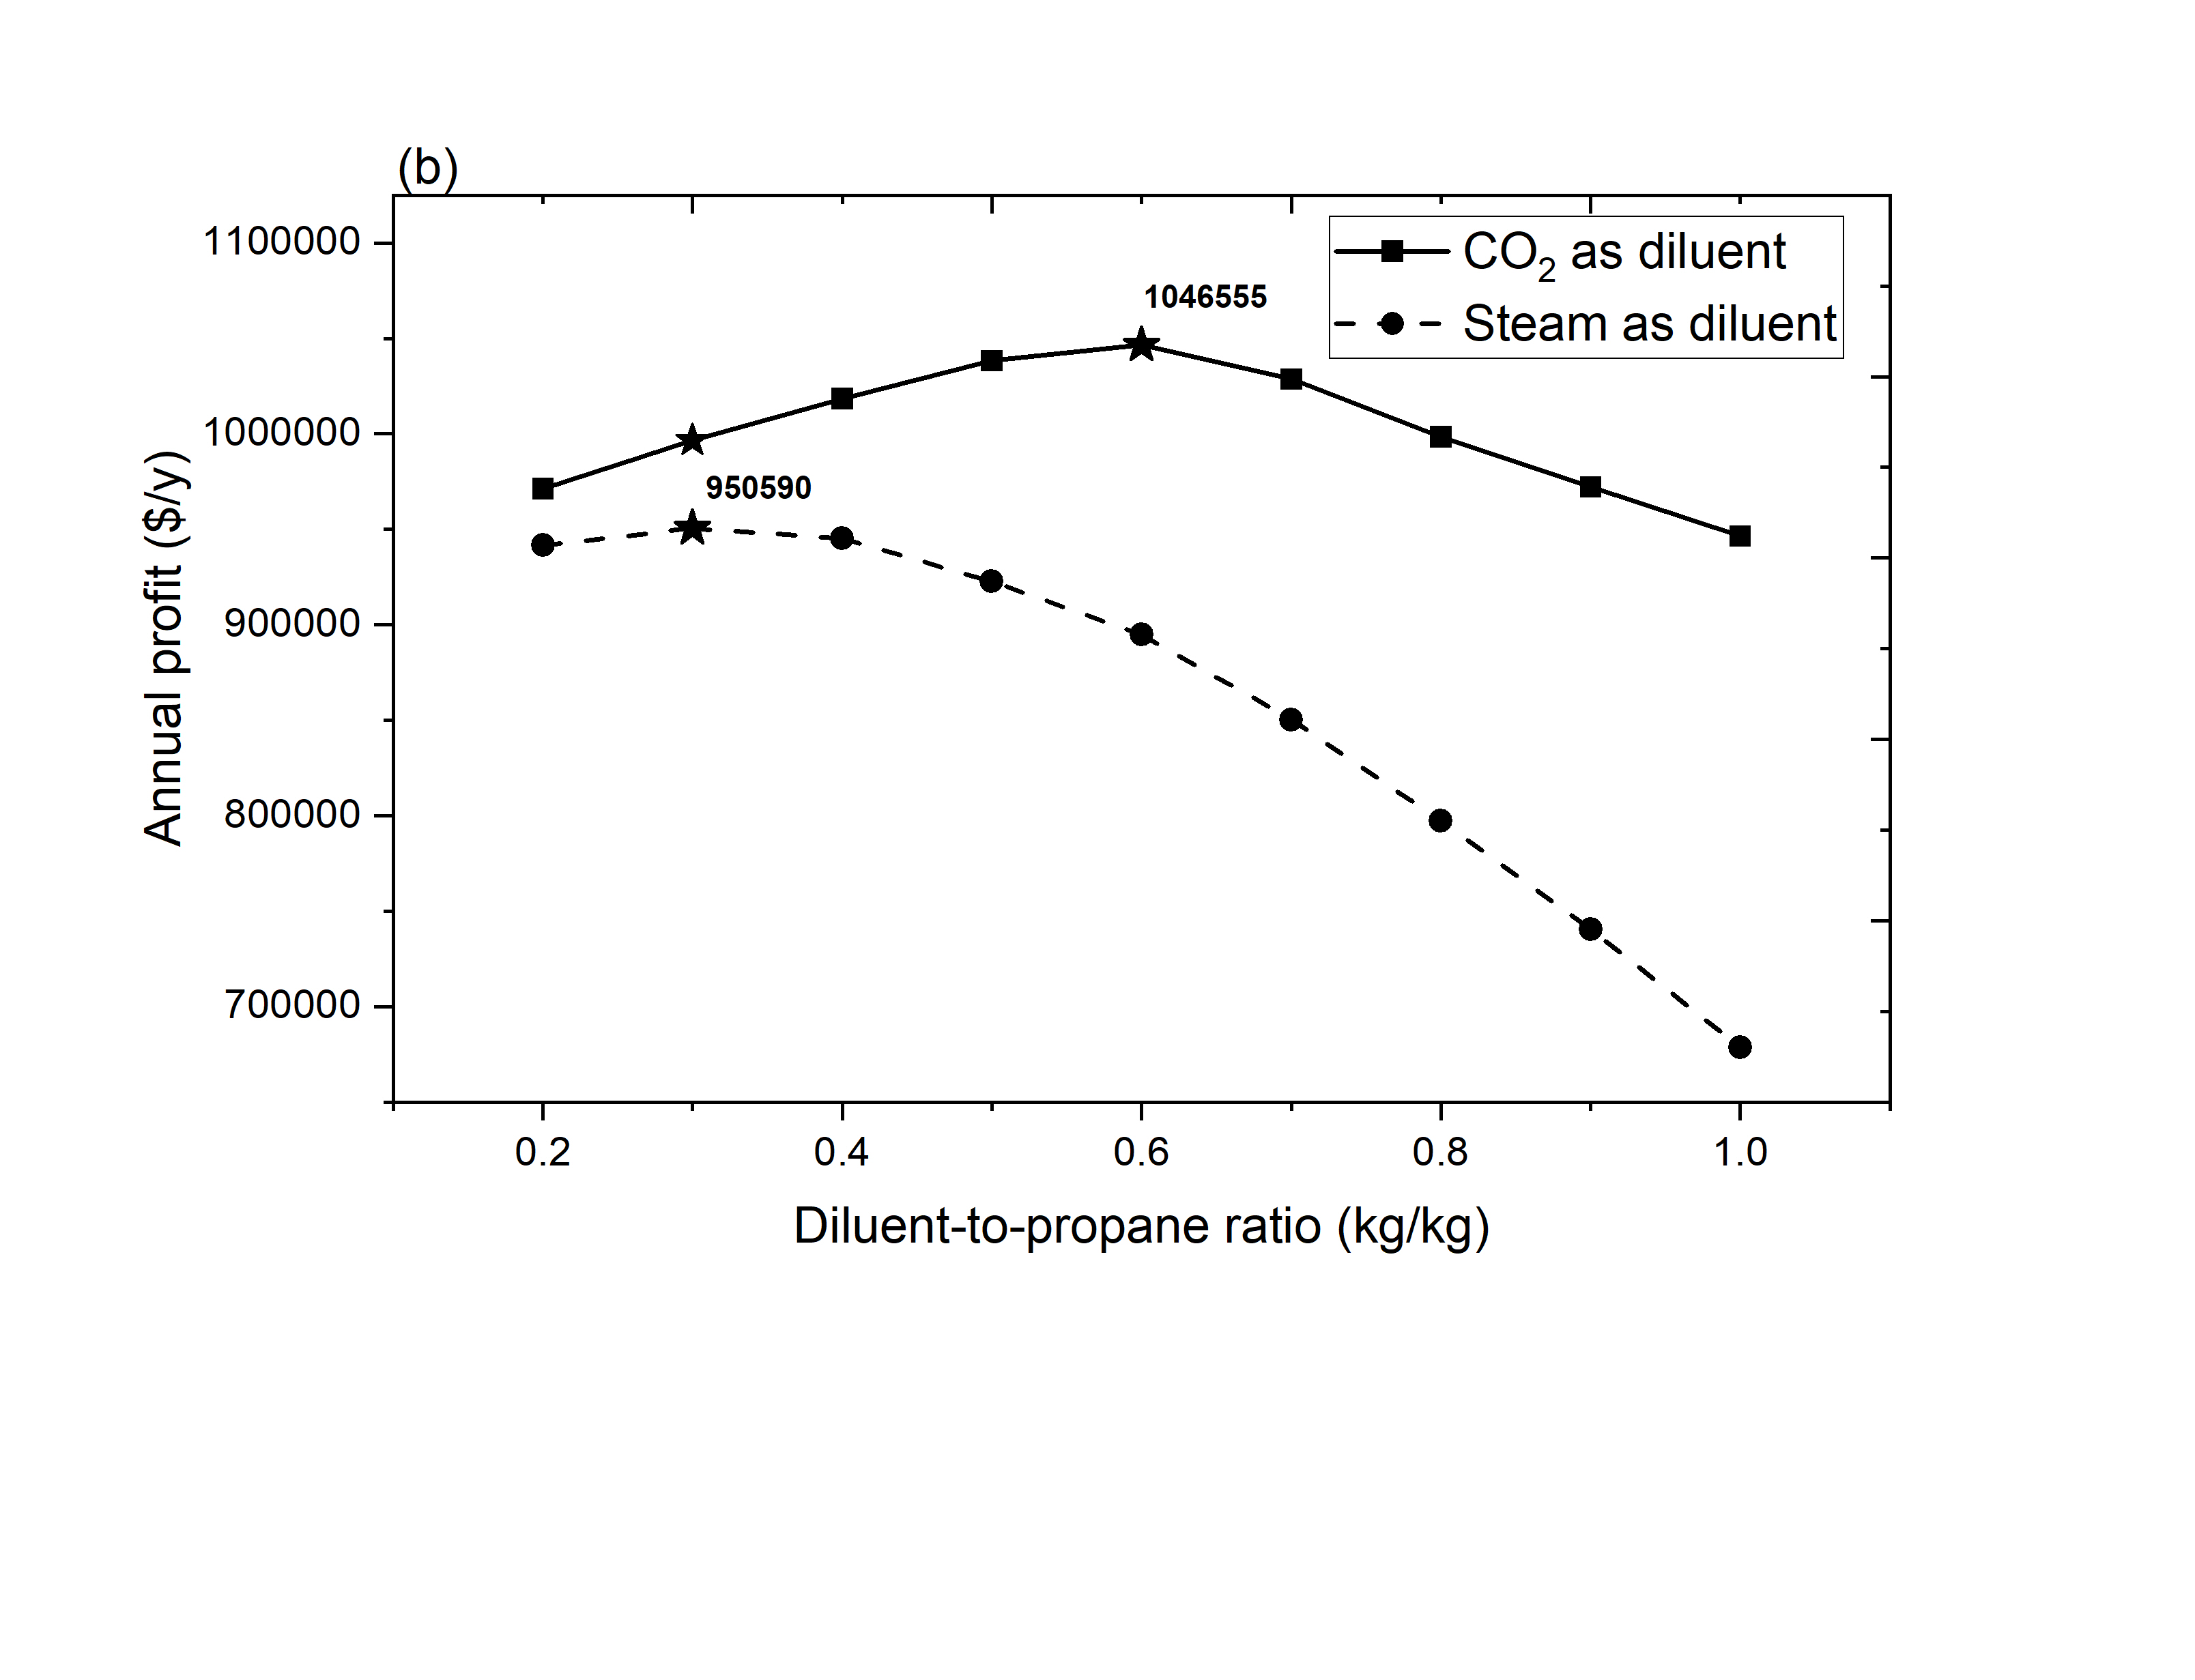 (b)
1100000
1000000
900000
800000
700000
Annual profit ($/y)
CO₂ as diluent
Steam as diluent
1046555
950590
0.2 0.4 0.6 0.8 1.0
Diluent-to-propane ratio (kg/kg)